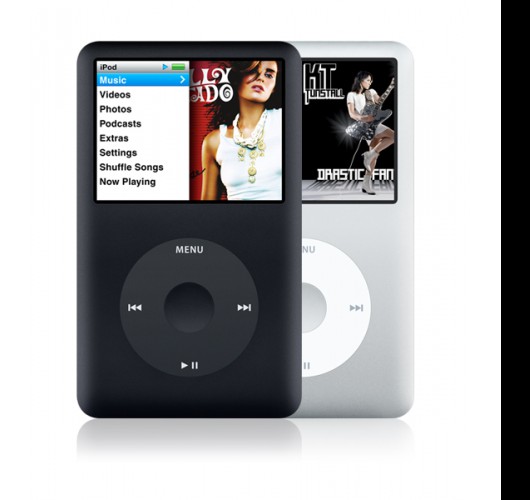 iPod
Music
Videos
Photos
Podcasts
Extras
Settings
Shuffle Songs
Now Playing
LLY
ADO
MENU
KT
TUNSTALL
DRASTIC FAN
NU